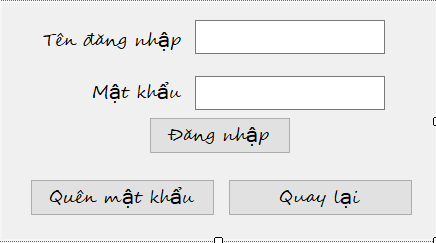 Tên đăng nhập
Mật khẩu
Đăng nhập
Quên mật khẩu
Quay lại